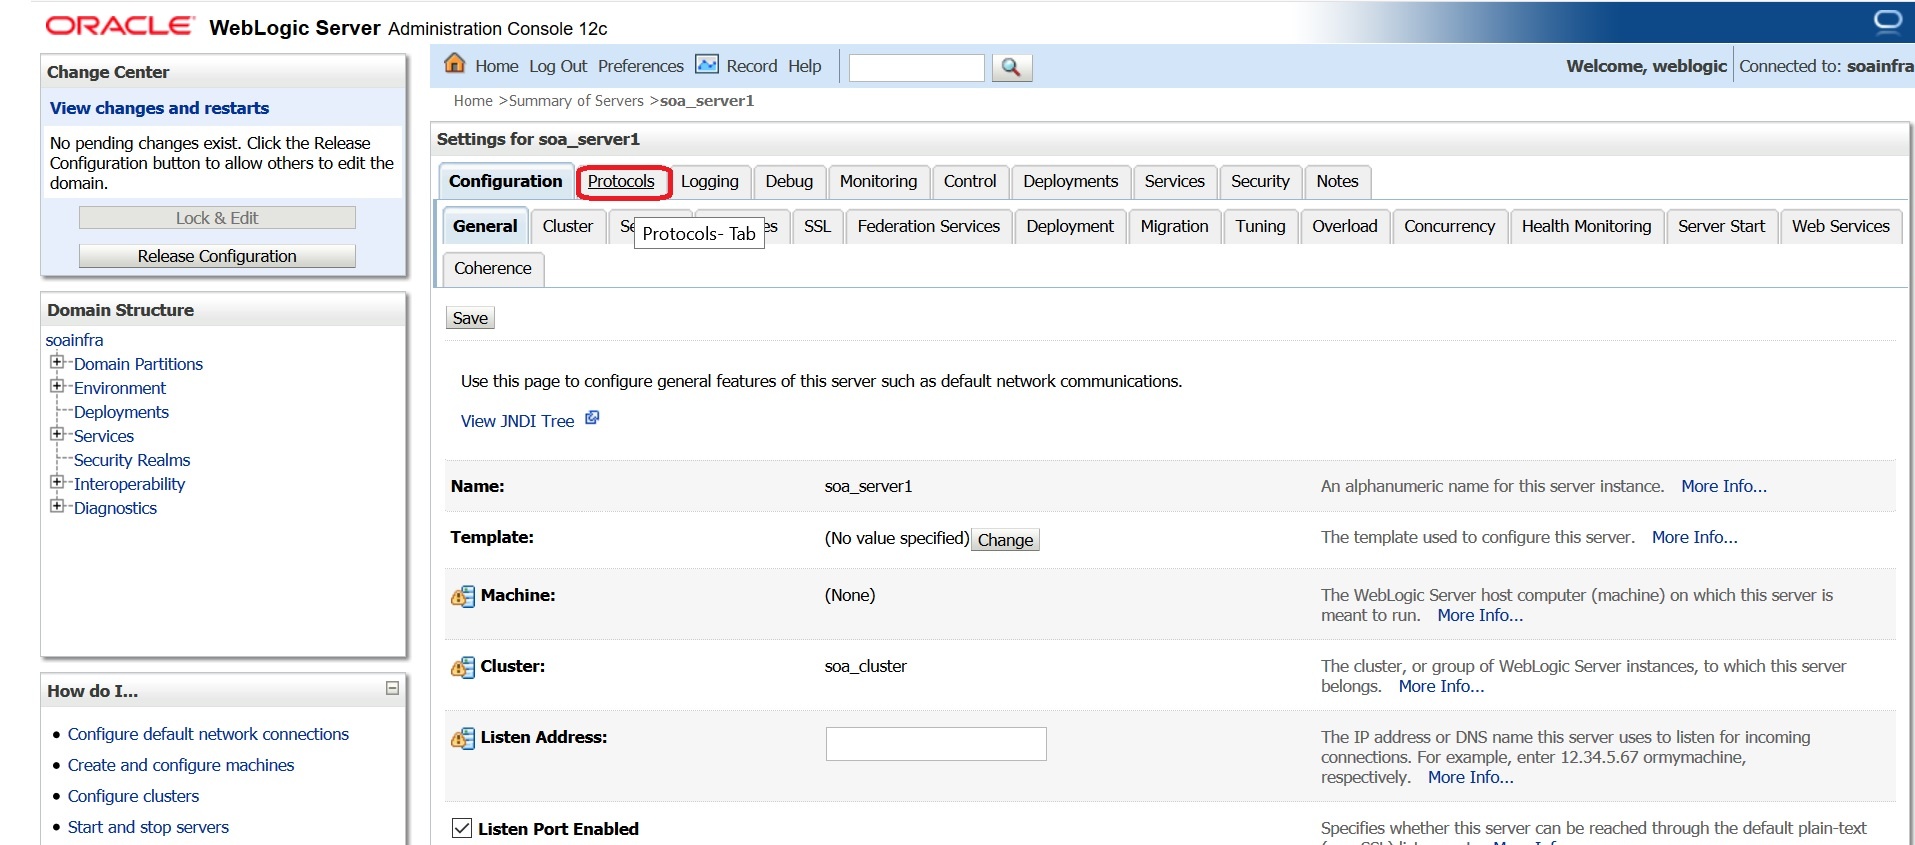 ORACLE WebLogic Server Administration Console 12c
Change Center
View changes and restarts
No pending changes exist. Click the Release
Configuration button to allow others to edit the
domain.
Lock & Edit
Release Configuration
Domain Structure
soainfra
Domain Partitions
Environment
Deployments
Services
Security Realms
Interoperability
Diagnostics
How do I...
Configure default network connections
Create and configure machines
Configure clusters
Start and stop servers
Home Log Out Preferences Record Help
Welcome, weblogic Connected to: soainfra
Home >Summary of Servers >soa_server1
Settings for soa_server1
Configuration Protocols Logging Debug Monitoring Control Deployments Services Security Notes
General Cluster SSL Federation Services Deployment Migration Tuning Overload Concurrency Health Monitoring Server Start Web Services
Protocols- Tab
Coherence
Save
Use this page to configure general features of this server such as default network communications.
View JNDI Tree
Name: soa_server1 An alphanumeric name for this server instance. More Info...
Template: (No value specified) Change The template used to configure this server. More Info...
Machine: (None) The WebLogic Server host computer (machine) on which this server is
meant to run. More Info...
Cluster: soa_cluster The cluster, or group of WebLogic Server instances, to which this server
belongs. More Info...
Listen Address: The IP address or DNS name this server uses to listen for incoming
connections. For example, enter 12.34.5.67 ormymachine,
respectively. More Info...
Listen Port Enabled Specifies whether this server can be reached through the default plain-text